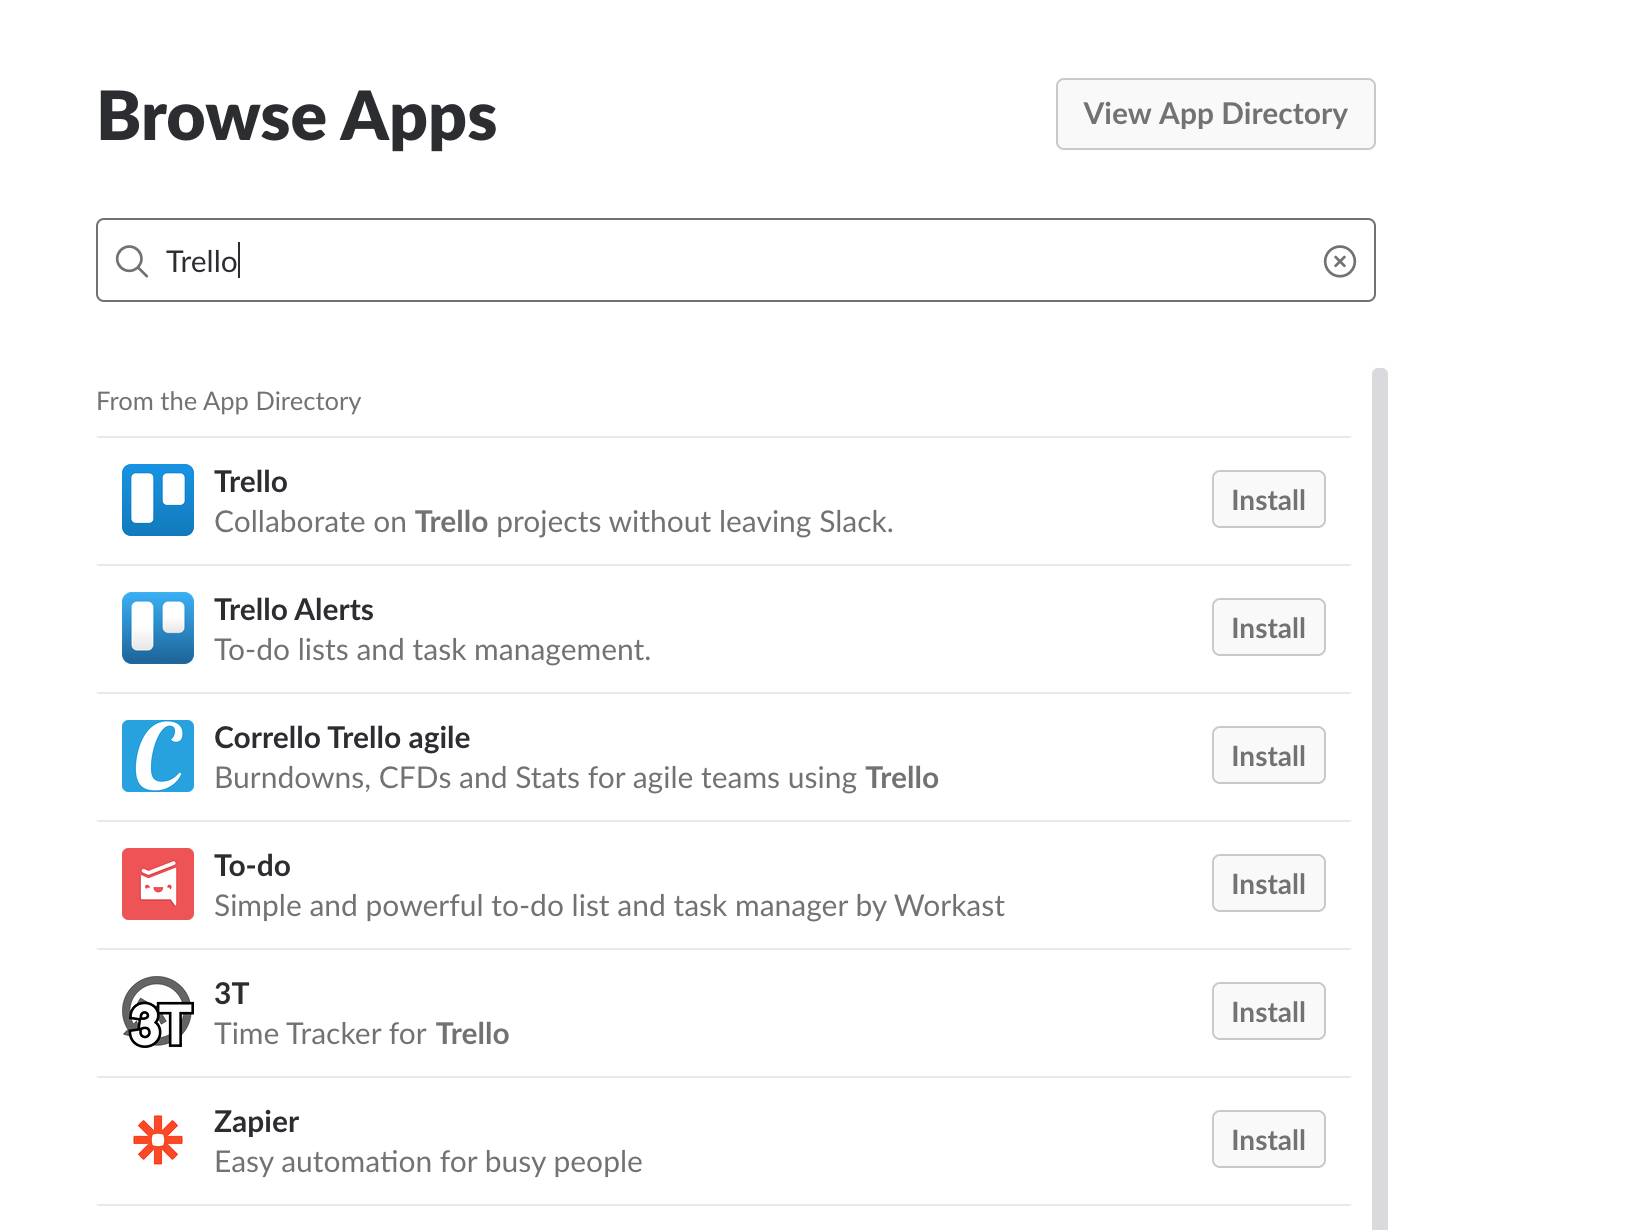 Browse Apps
View App Directory
Trello
From the App Directory
Trello
Collaborate on Trello projects without leaving Slack.
Install
Trello Alerts
To-do lists and task management.
Install
C
Corrello Trello agile
Burndowns, CFDs and Stats for agile teams using Trello
Install
To-do
Simple and powerful to-do list and task manager by Workast
Install
3T
3T
Time Tracker for Trello
Install
Zapier
Easy automation for busy people
Install